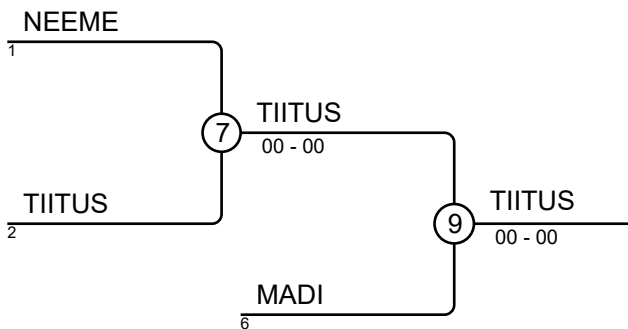 NEEME
1
7
TIITUS
00 - 00
TIITUS
2
9
TIITUS
00 - 00
MADI
6